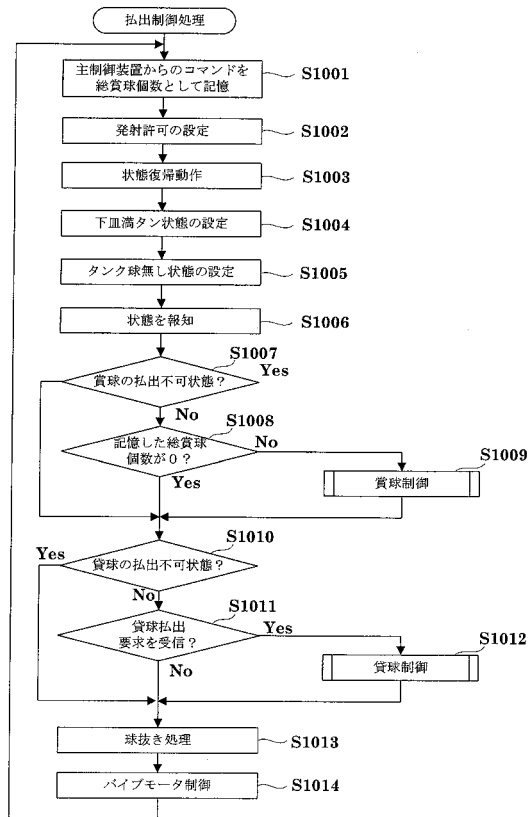 払出制御処理
主制御装置からのコマンドを
総賞球個数として記憶
S1001
発射許可の設定
S1002
状態復帰動作
S1003
下皿満タン状態の設定
S1004
タンク球無し状態の設定
S1005
状態を報知
S1006
S1007
賞球の払出不可状態？
Yes
No
S1008
記憶した総賞球
個数が０？
No
S1009
賞球制御
Yes
S1010
Yes
貸球の払出不可状態？
No
S1011
貸球払出
要求を受信？
Yes
S1012
貸球制御
No
球抜き処理
S1013
バイブモータ制御
S1014